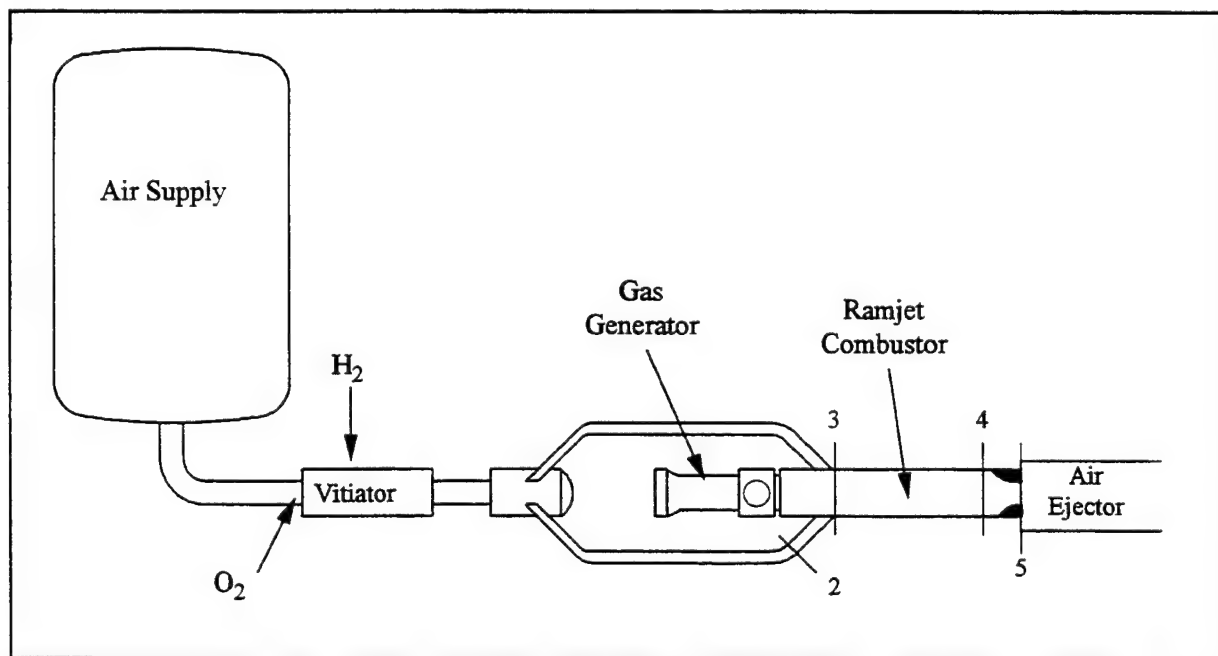 Air Supply
Gas
Generator
Ramjet
Combustor
H₂
3
4
Vitiator
Air
Ejector
O₂
2
5